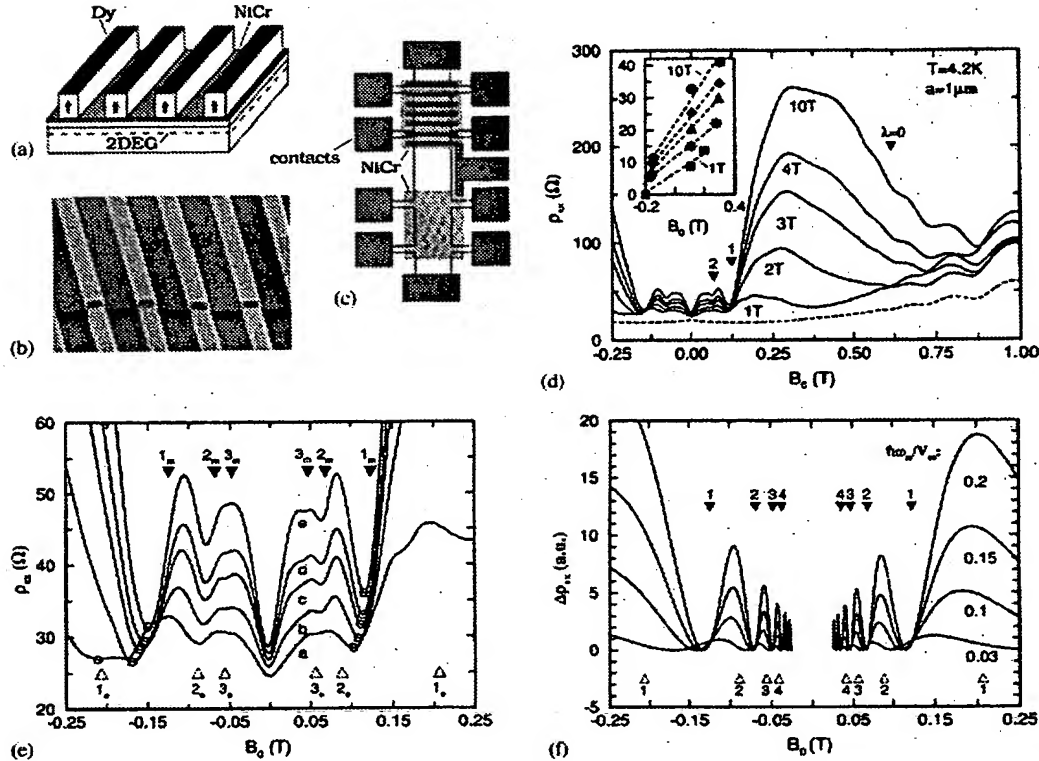 Dy
NiCr
2DEG
(a)
(b)
contacts
NiCr
(c)
300
200
100
0
ρxx (Ω)
40
30
20
10
0
10T
1T
-0.2
0.4
B0 (T)
T=4.2K
a=1μm
λ=0
10T
4T
3T
2T
1T
2
1
-0.25
0.00
0.25
0.50
0.75
1.00
B0 (T)
(d)
60
50
40
30
20
ρxx (Ω)
1m
2m
3m
3m
2m
1m
e
d
c
b
a
1e
2e
3e
3e
2e
1e
-0.25
-0.15
-0.05
0.05
0.15
0.25
B0 (T)
(e)
20
15
10
5
0
-5
Δρxx (a.u.)
1
2
3
4
4
3
2
1
0.2
0.15
0.1
0.03
1
2
3
4
4
3
2
1
-0.25
-0.15
-0.05
0.05
0.15
0.25
B0 (T)
(f)